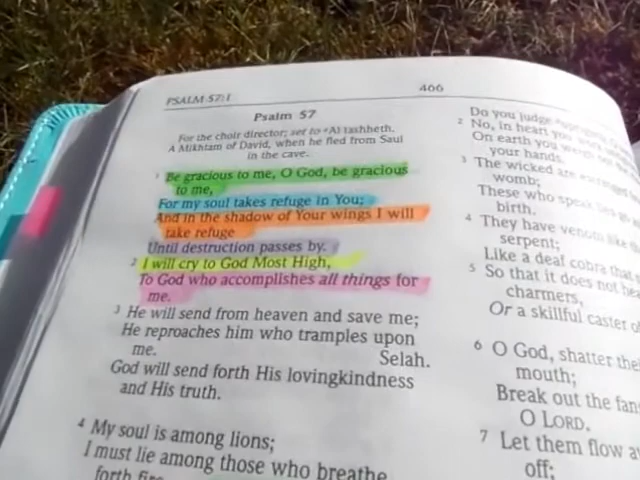 PSALM 57:1
466
Psalm 57
For the choir director; set to Al tashheth.
A Mikhtam of David, when he fled from Saul
in the cave.
1 Be gracious to me, O God, be gracious
to me,
For my soul takes refuge in You;
And in the shadow of Your wings I will
take refuge
Until destruction passes by.
2 I will cry to God Most High,
To God who accomplishes all things for
me.
3 He will send from heaven and save me;
He reproaches him who tramples upon
me. Selah.
God will send forth His lovingkindness
and His truth.
4 My soul is among lions;
I must lie among those who breathe
forth fire
Do you judge
2 No, in heart you
On earth you
your hands.
3 The wicked are
womb;
These who speak lies
birth.
4 They have venom like
serpent;
Like a deaf cobra that
5 So that it does not
charmers,
Or a skillful caster
6 O God, shatter
mouth;
Break out the
O LORD.
7 Let them flow
off;